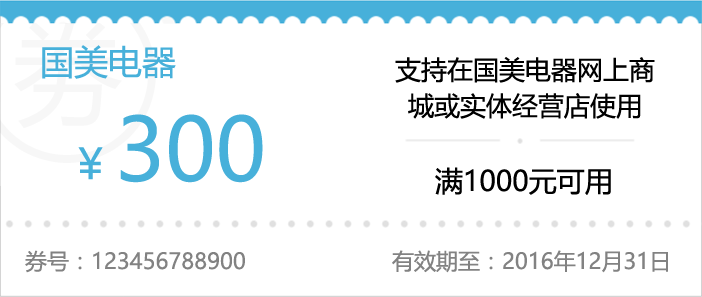 券
国美电器
¥ 300
支持在国美电器网上商
城或实体经营店使用
满1000元可用
券号：123456788900
有效期至：2016年12月31日